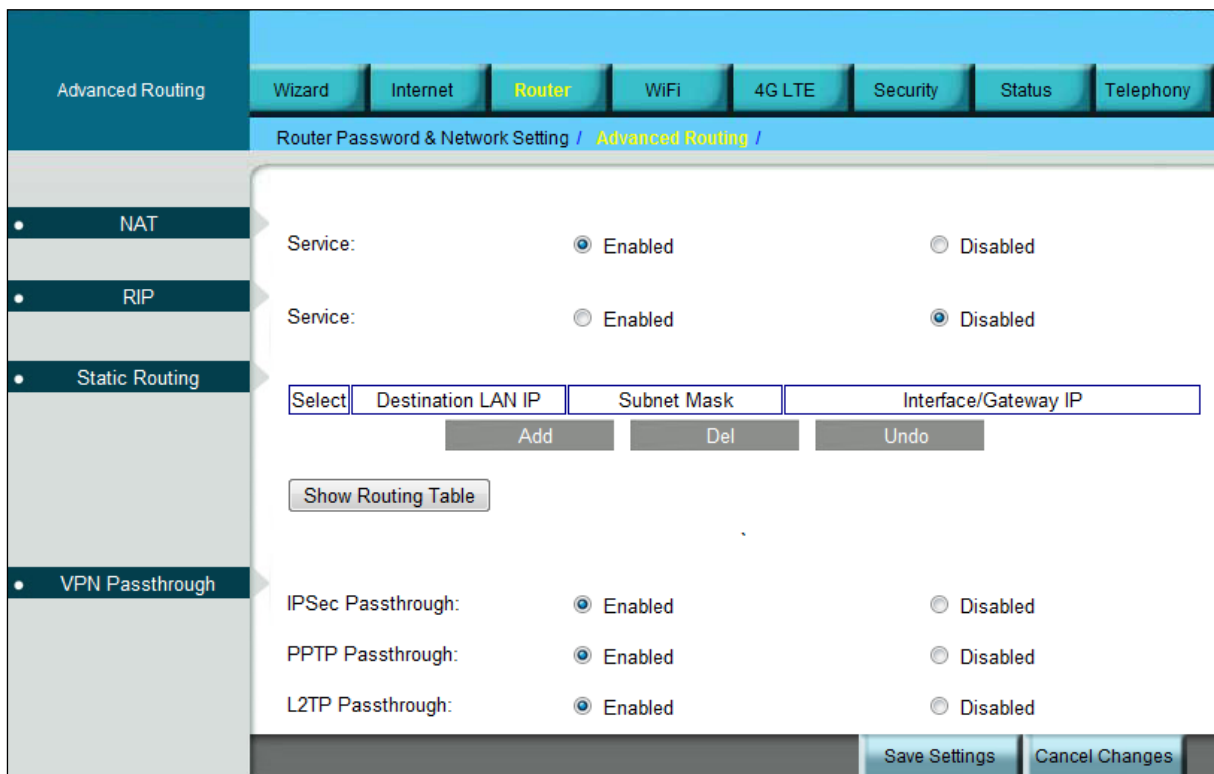 Advanced Routing
Wizard Internet Router WiFi 4G LTE Security Status Telephony
Router Password & Network Setting / Advanced Routing /
NAT
Service: Enabled Disabled
RIP
Service: Enabled Disabled
Static Routing
Select Destination LAN IP Subnet Mask Interface/Gateway IP
Add Del Undo
Show Routing Table
`
VPN Passthrough
IPSec Passthrough: Enabled Disabled
PPTP Passthrough: Enabled Disabled
L2TP Passthrough: Enabled Disabled
Save Settings Cancel Changes